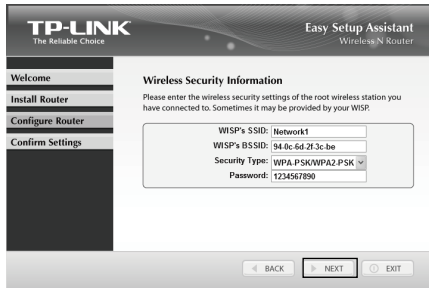 TP-LINK
The Reliable Choice
Easy Setup Assistant
Wireless N Router
Welcome
Install Router
Configure Router
Confirm Settings
Wireless Security Information
Please enter the wireless security settings of the root wireless station you
have connected to. Sometimes it may be provided by your WISP.
WISP's SSID: Network1
WISP's BSSID: 94-0c-6d-2f-3c-be
Security Type: WPA-PSK/WPA2-PSK
Password: 1234567890
BACK
NEXT
EXIT